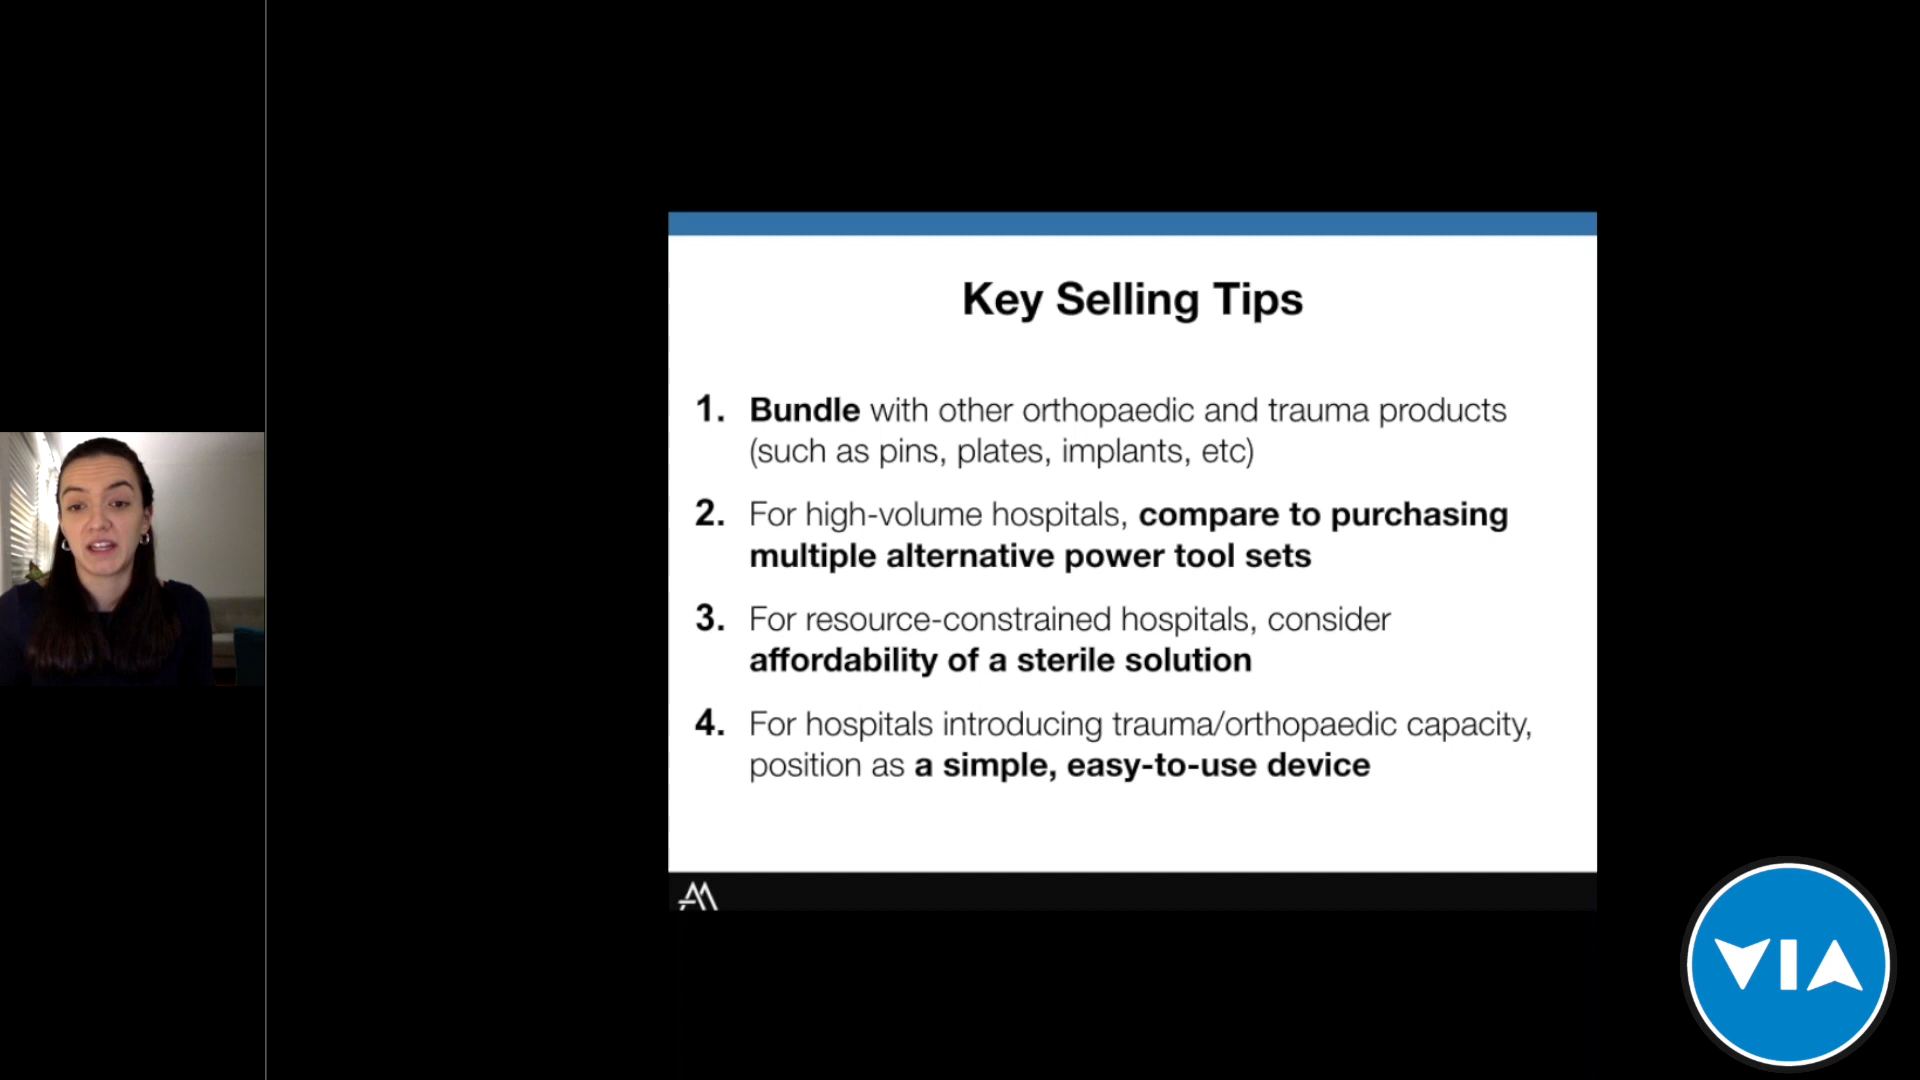 Key Selling Tips
1. Bundle with other orthopaedic and trauma products
(such as pins, plates, implants, etc)
2. For high-volume hospitals, compare to purchasing
multiple alternative power tool sets
3. For resource-constrained hospitals, consider
affordability of a sterile solution
4. For hospitals introducing trauma/orthopaedic capacity,
position as a simple, easy-to-use device
VIA